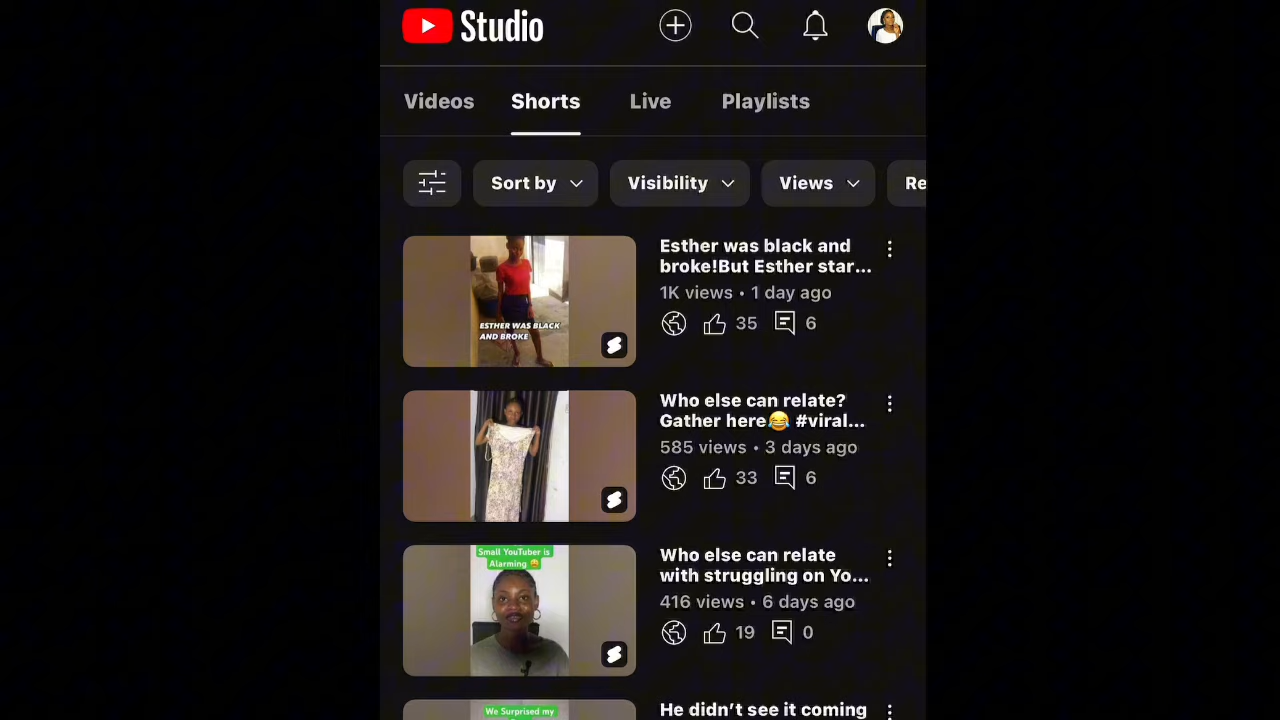 Studio
Videos Shorts Live Playlists
Sort by Visibility Views Re
ESTHER WAS BLACK
AND BROKE
Esther was black and
broke!But Esther star...
1K views • 1 day ago
35 6
Who else can relate?
Gather here😂 #viral...
585 views • 3 days ago
33 6
Small YouTuber is
Alarming
Who else can relate
with struggling on Yo...
416 views • 6 days ago
19 0
We Surprised my
He didn't see it coming